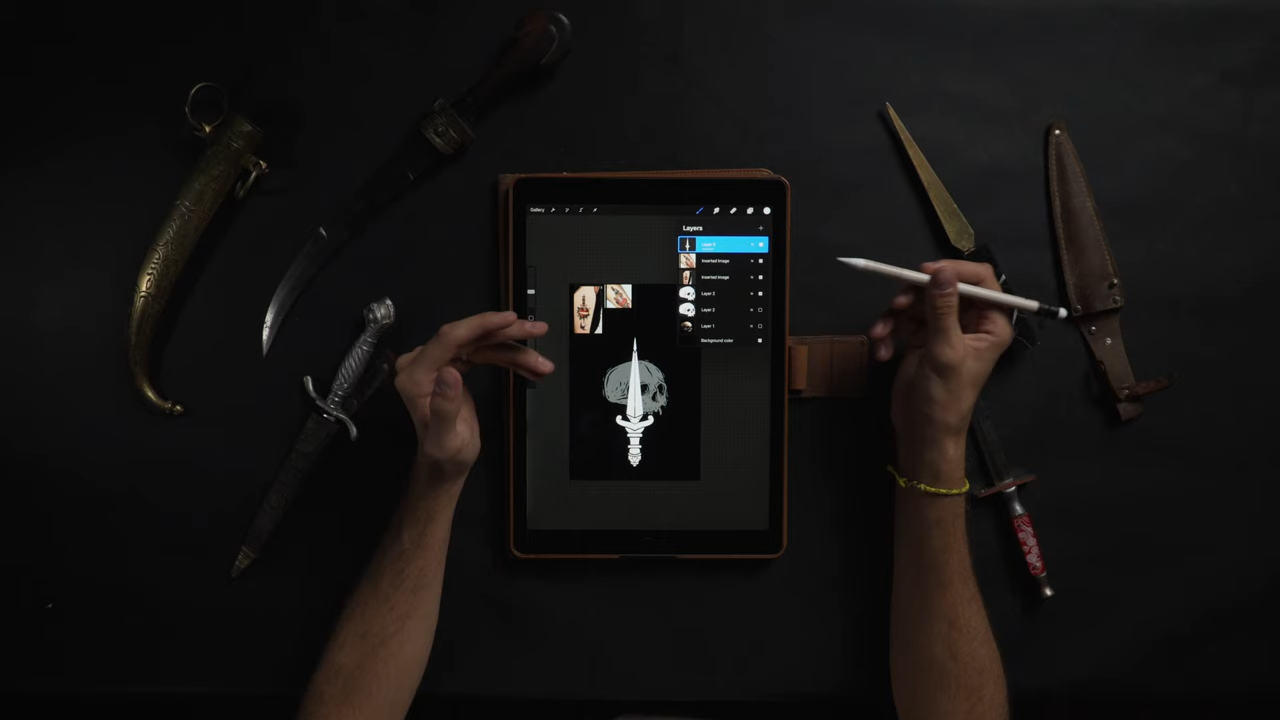 Gallery
Layers
Inserted Image
Inserted Image
Layer 3
Layer 2
Layer 1
Background color